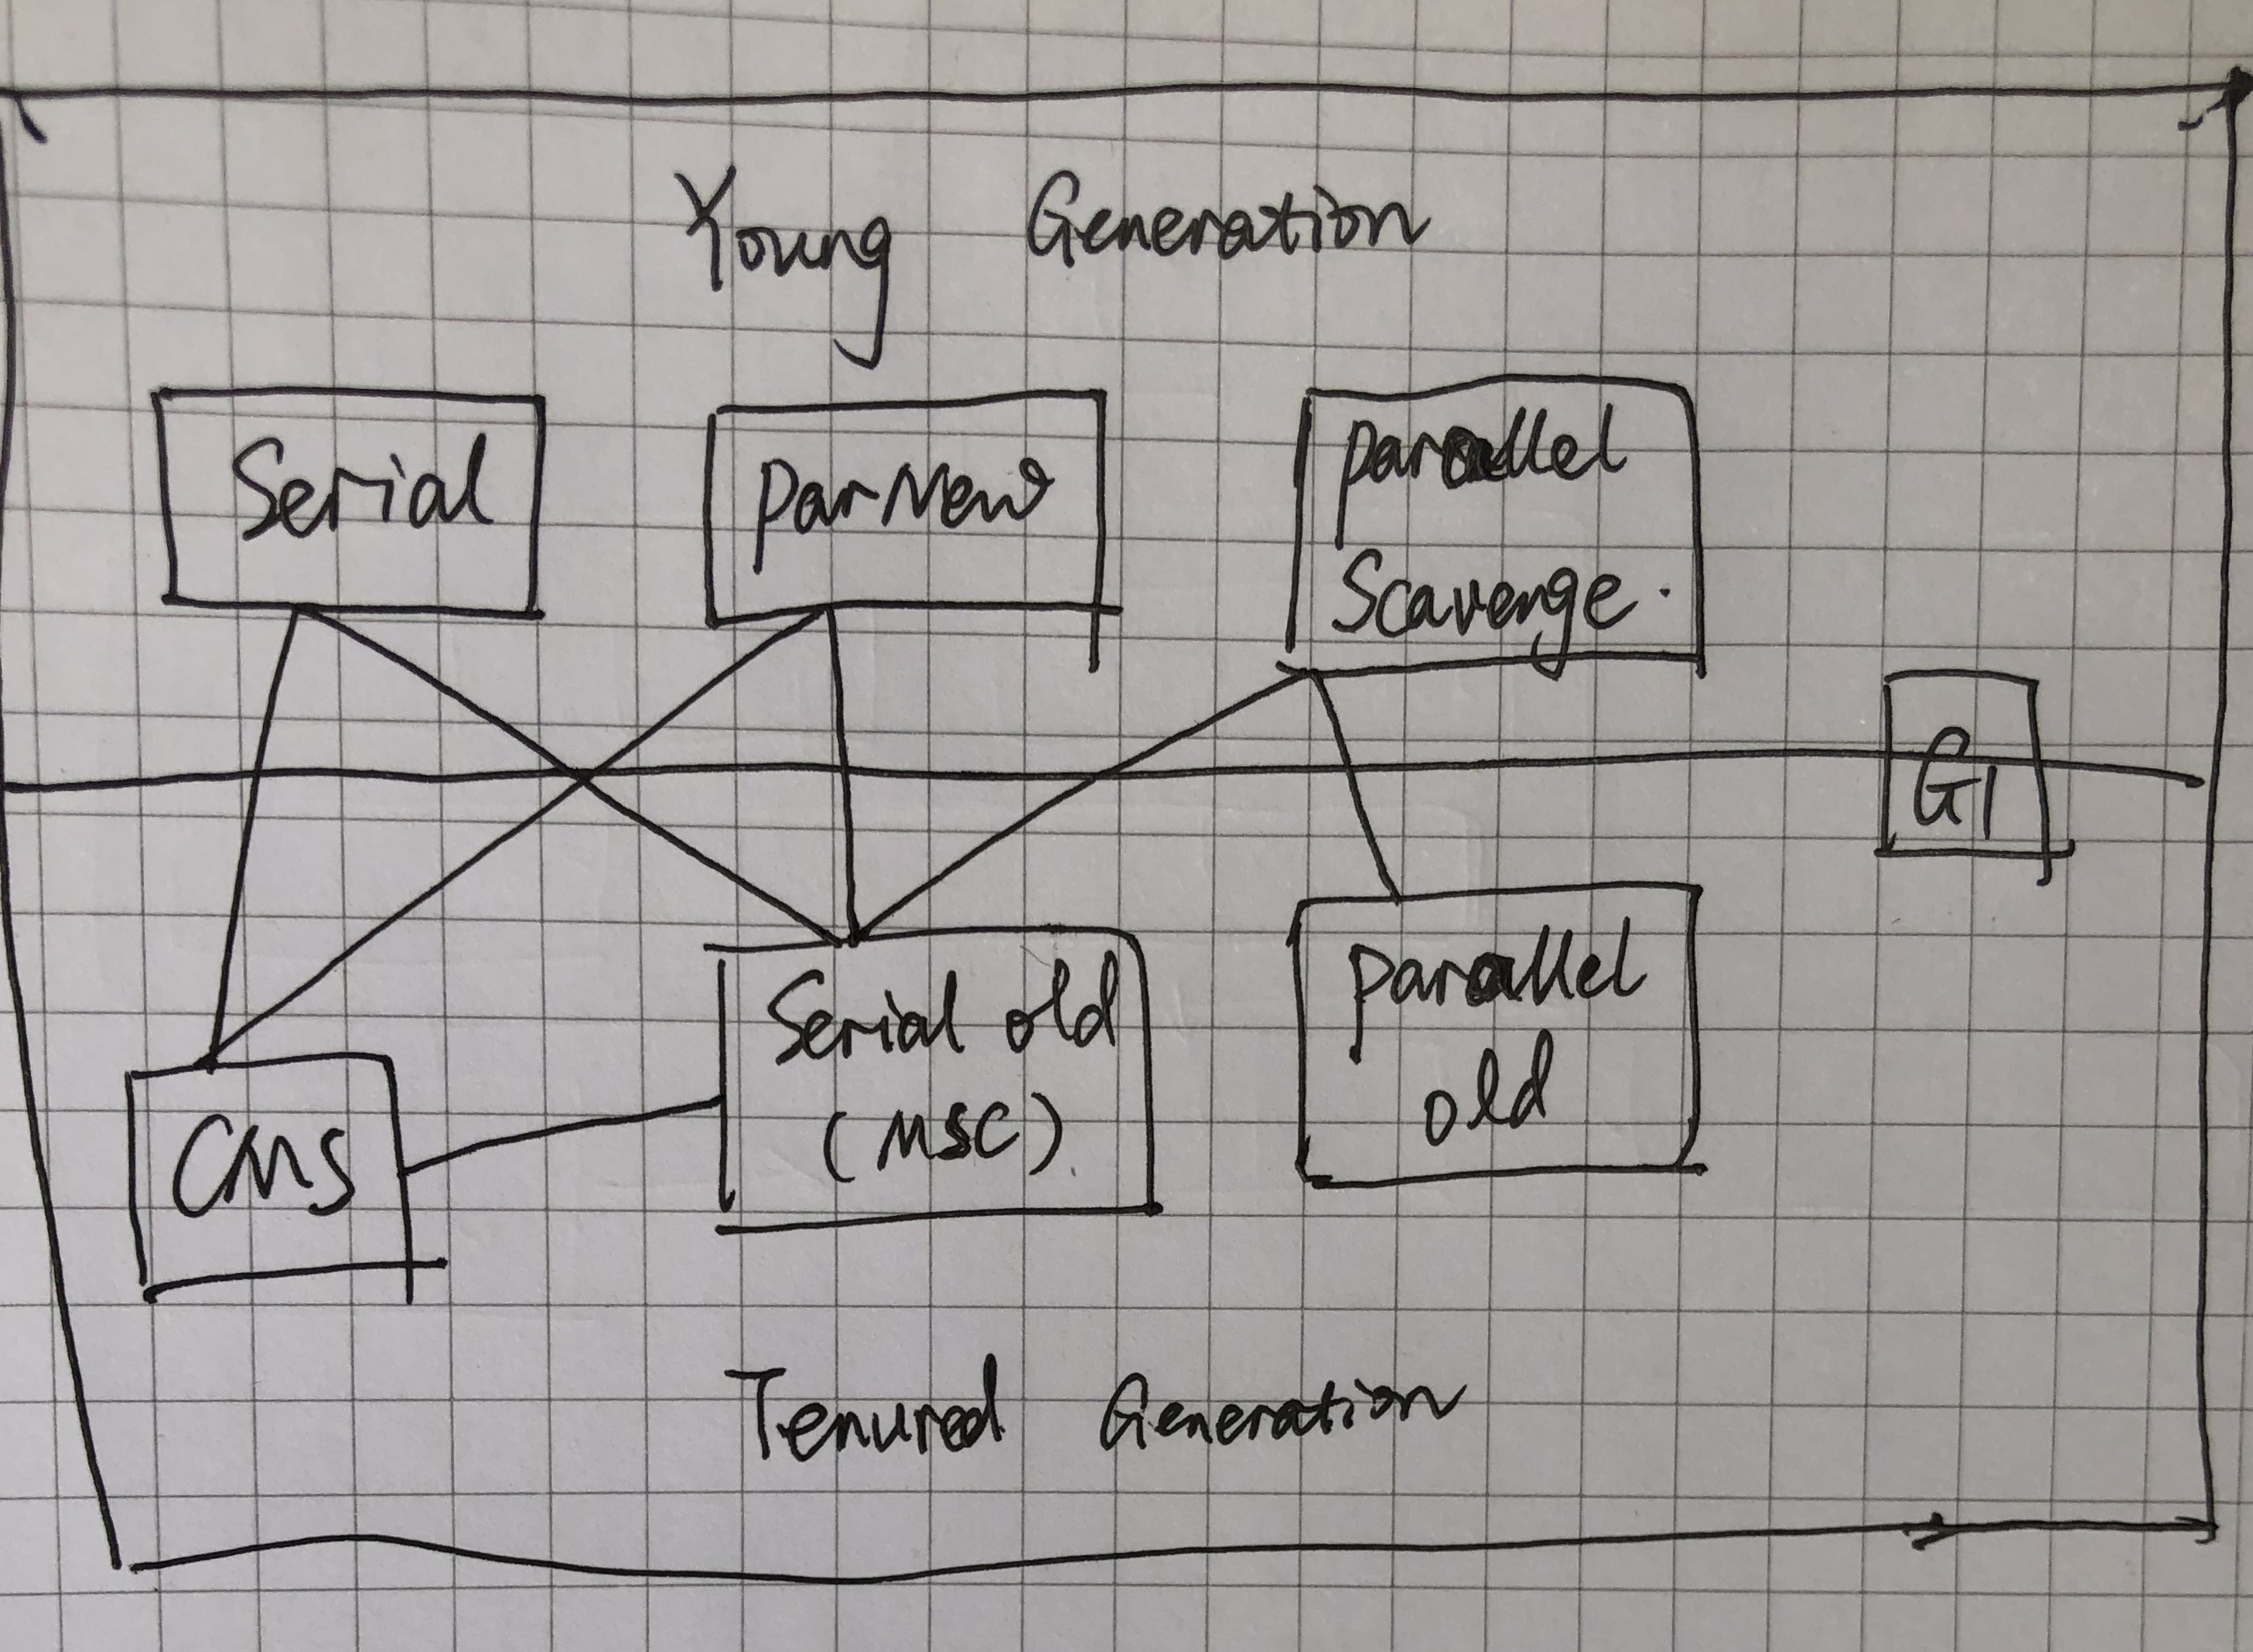 Young Generation
Serial
ParNew
Parallel
Scavenge.
G1
CMS
Serial old
(MSC)
Parallel
old
Tenured Generation